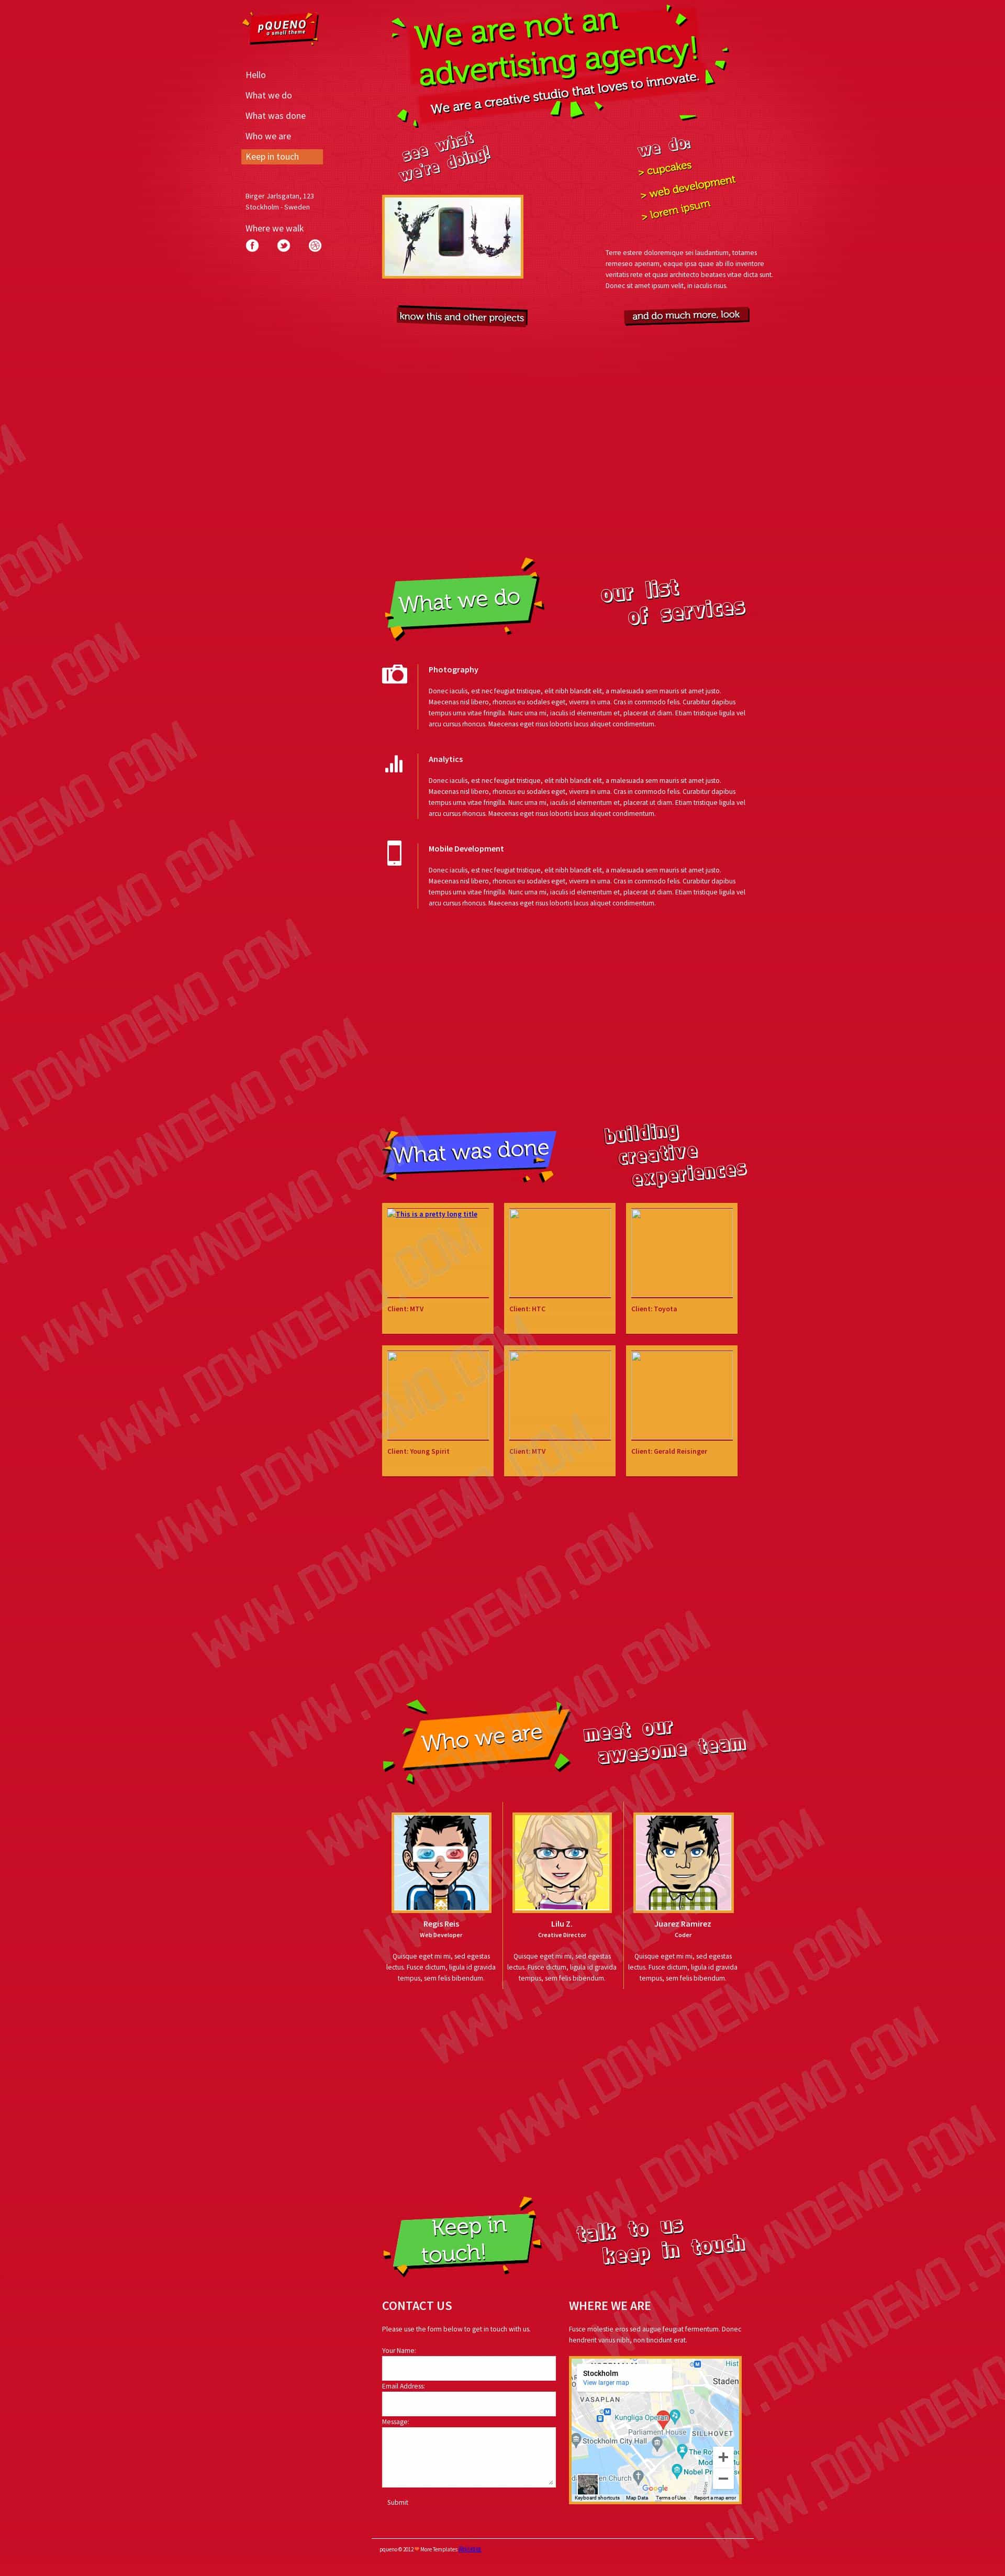 pQUENO
a small theme
Hello
What we do
What was done
Who we are
Keep in touch
Birger Jarlsgatan, 123
Stockholm - Sweden
Where we walk
We are not an
advertising agency!
We are a creative studio that loves to innovate.
see what
we're doing!
YOU
know this and other projects
we do:
> cupcakes
> web development
> lorem ipsum
Terre estere doloremique sei laudantium, totames
remeseo aperiam, eaque ipsa quae ab illo inventore
veritatis rete et quasi architecto beataes vitae dicta sunt.
Donec sit amet ipsum velit, in iaculis risus.
and do much more, look
What we do
our list
of services
Photography
Donec iaculis, est nec feugiat tristique, elit nibh blandit elit, a malesuada sem mauris sit amet justo.
Maecenas nisl libero, rhoncus eu sodales eget, viverra in urna. Cras in commodo felis. Curabitur dapibus
tempus urna vitae fringilla. Nunc urna mi, iaculis id elementum et, placerat ut diam. Etiam tristique ligula vel
arcu cursus rhoncus. Maecenas eget risus lobortis lacus aliquet condimentum.
Analytics
Donec iaculis, est nec feugiat tristique, elit nibh blandit elit, a malesuada sem mauris sit amet justo.
Maecenas nisl libero, rhoncus eu sodales eget, viverra in urna. Cras in commodo felis. Curabitur dapibus
tempus urna vitae fringilla. Nunc urna mi, iaculis id elementum et, placerat ut diam. Etiam tristique ligula vel
arcu cursus rhoncus. Maecenas eget risus lobortis lacus aliquet condimentum.
Mobile Development
Donec iaculis, est nec feugiat tristique, elit nibh blandit elit, a malesuada sem mauris sit amet justo.
Maecenas nisl libero, rhoncus eu sodales eget, viverra in urna. Cras in commodo felis. Curabitur dapibus
tempus urna vitae fringilla. Nunc urna mi, iaculis id elementum et, placerat ut diam. Etiam tristique ligula vel
arcu cursus rhoncus. Maecenas eget risus lobortis lacus aliquet condimentum.
What was done
building
creative
experiences
This is a pretty long title
Client: MTV
Client: HTC
Client: Toyota
Client: Young Spirit
Client: MTV
Client: Gerald Reisinger
WWW.DOWNDEMO.COM
Who we are
meet our
awesome team
Regis Reis
Web Developer
Quisque eget mi mi, sed egestas
lectus. Fusce dictum, ligula id gravida
tempus, sem felis bibendum.
Lilu Z.
Creative Director
Quisque eget mi mi, sed egestas
lectus. Fusce dictum, ligula id gravida
tempus, sem felis bibendum.
Juarez Ramirez
Coder
Quisque eget mi mi, sed egestas
lectus. Fusce dictum, ligula id gravida
tempus, sem felis bibendum.
Keep in
touch!
talk to us
keep in touch
CONTACT US
Please use the form below to get in touch with us.
Your Name:
Email Address:
Message:
Submit
WHERE WE ARE
Fusce molestie eros sed augue feugiat fermentum. Donec
hendrerit varius nibh, non tincidunt erat.
Stockholm
View larger map
Hist
Staden
VASAPLAN
Kungliga Operan
Parliament House
SILLHOVET
Stockholm City Hall
The Roy
Mod
Nobel Pr
en Church
Google
Keyboard shortcuts
Map Data
Terms of Use
Report a map error
pqueno © 2012 ❤ More Templates